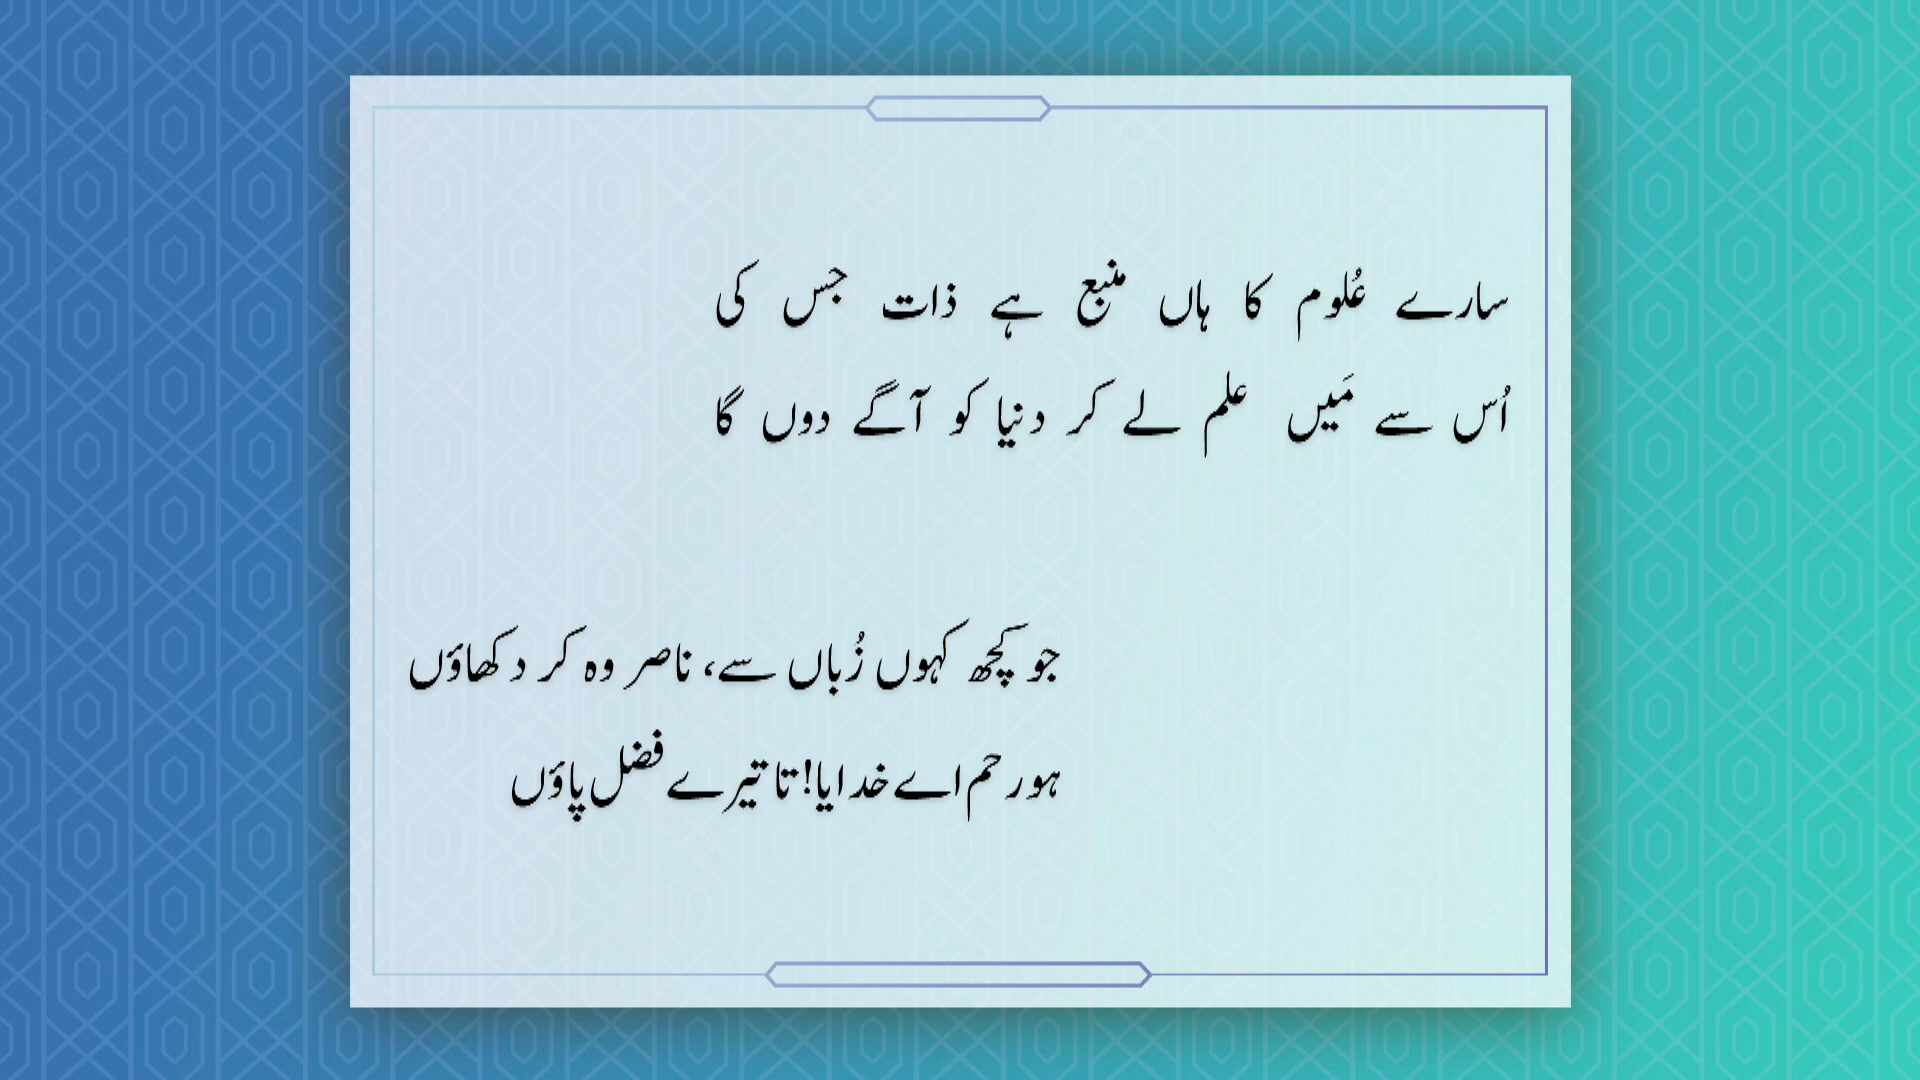 سارے عُلوم کا ہاں منبع ہے ذات جس کی
اُس سے مَیں علم لے کر دنیا کو آگے دوں گا
جو کچھ کہوں زُباں سے، ناصر وہ کر دکھاؤں
ہو رحم اے خدایا! تا تیرے فضل پاؤں